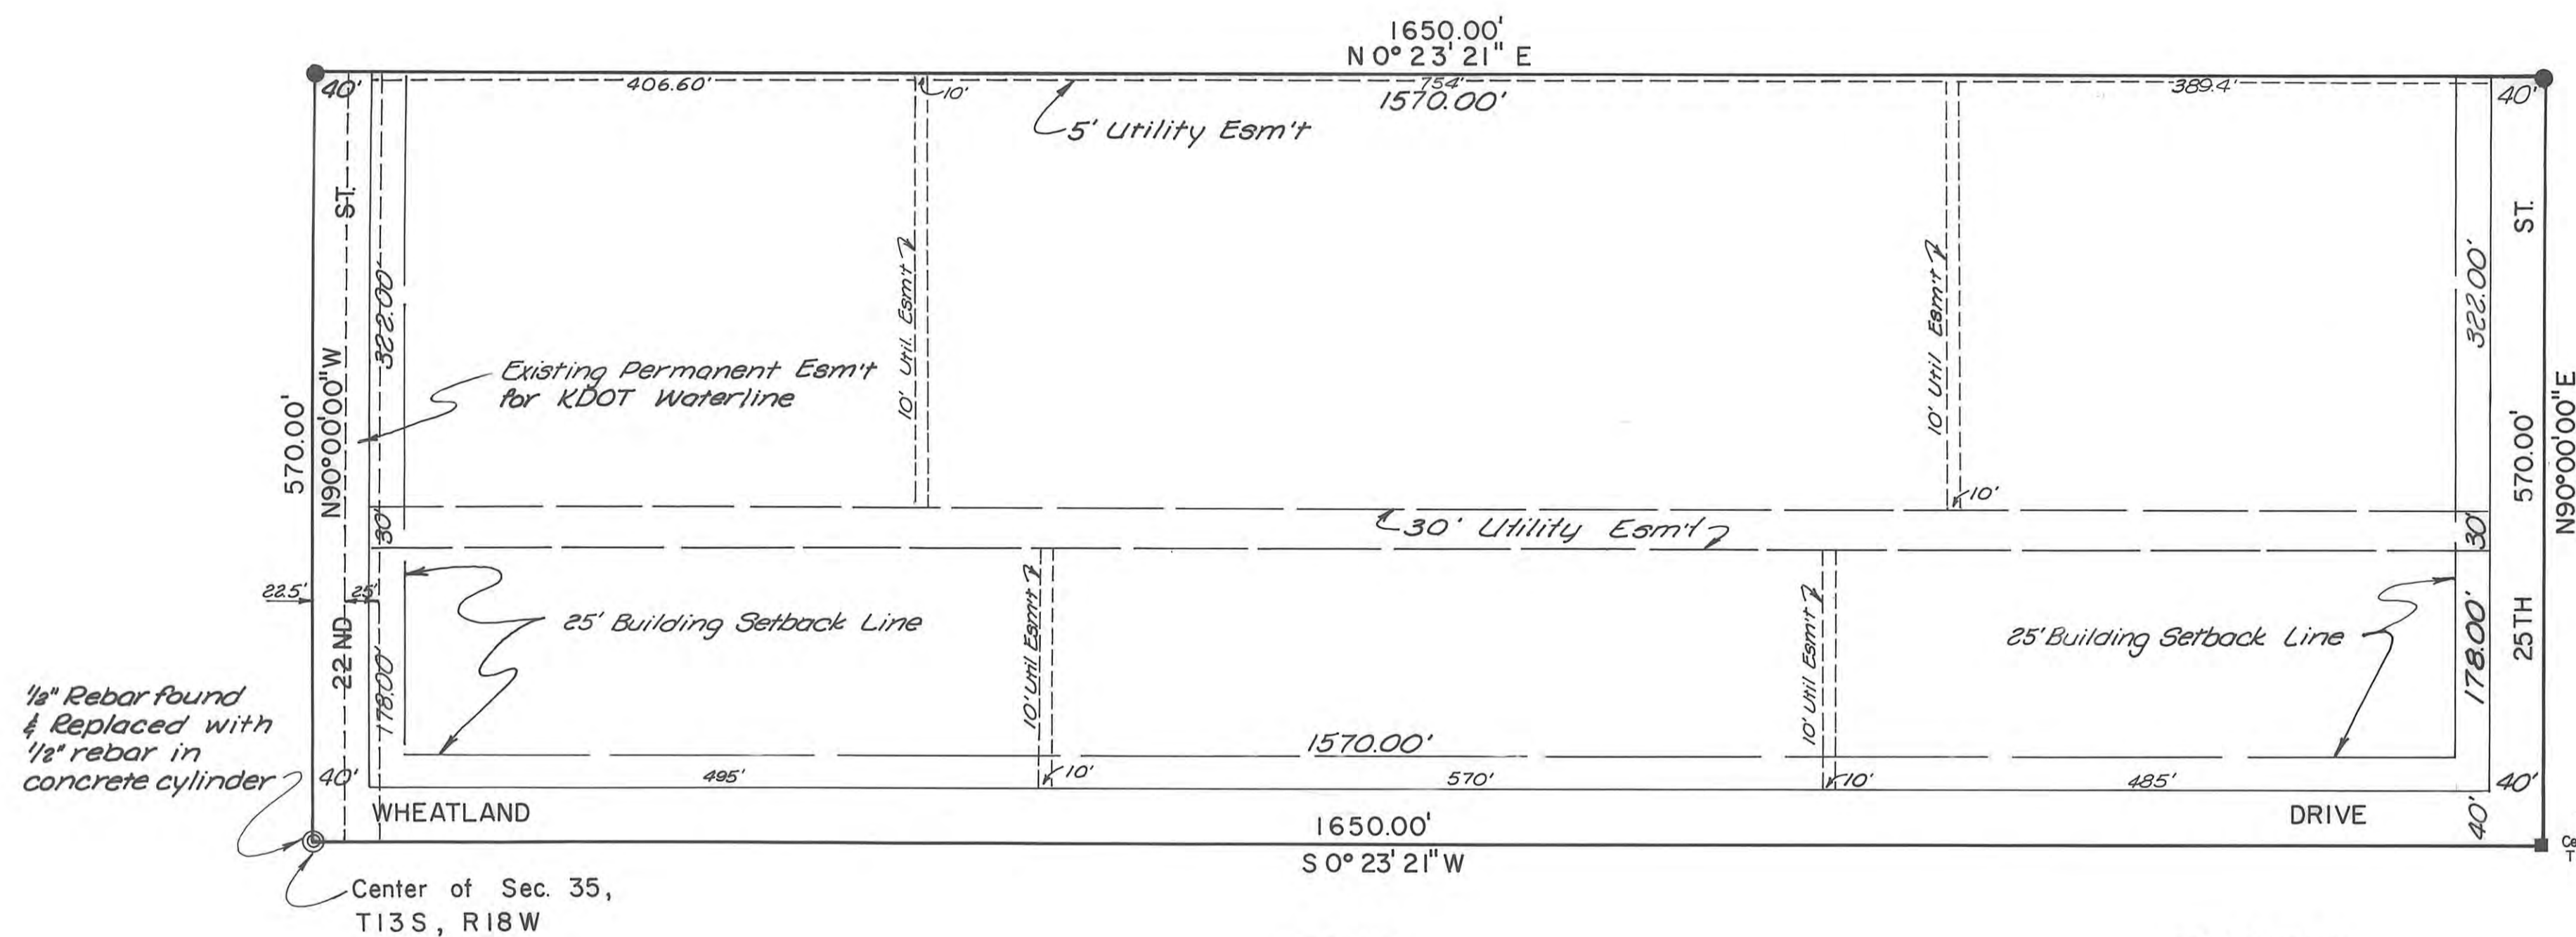 1650.00'
N 0° 23' 21" E
40'
406.60'
10'
754'
1570.00'
389.4'
40'
5' Utility Esm't
ST.
ST.
322.00'
322.00'
10' Util. Esm't
10' Util Esm't
Existing Permanent Esm't
for KDOT Waterline
570.00'
N90°00'00"W
570.00'
N90°00'00"E
10'
30'
30' Utility Esm't
30'
22.5'
25'
22ND
178.00'
25' Building Setback Line
10' Util Esm't
10' Util Esm't
25' Building Setback Line
178.00'
25TH
1/2" Rebar found
& Replaced with
1/2" rebar in
concrete cylinder
1570.00'
40'
495'
10'
570'
10'
485'
40'
WHEATLAND
DRIVE
40'
1650.00'
S 0° 23' 21" W
Ce
T
Center of Sec. 35,
T13S, R18W